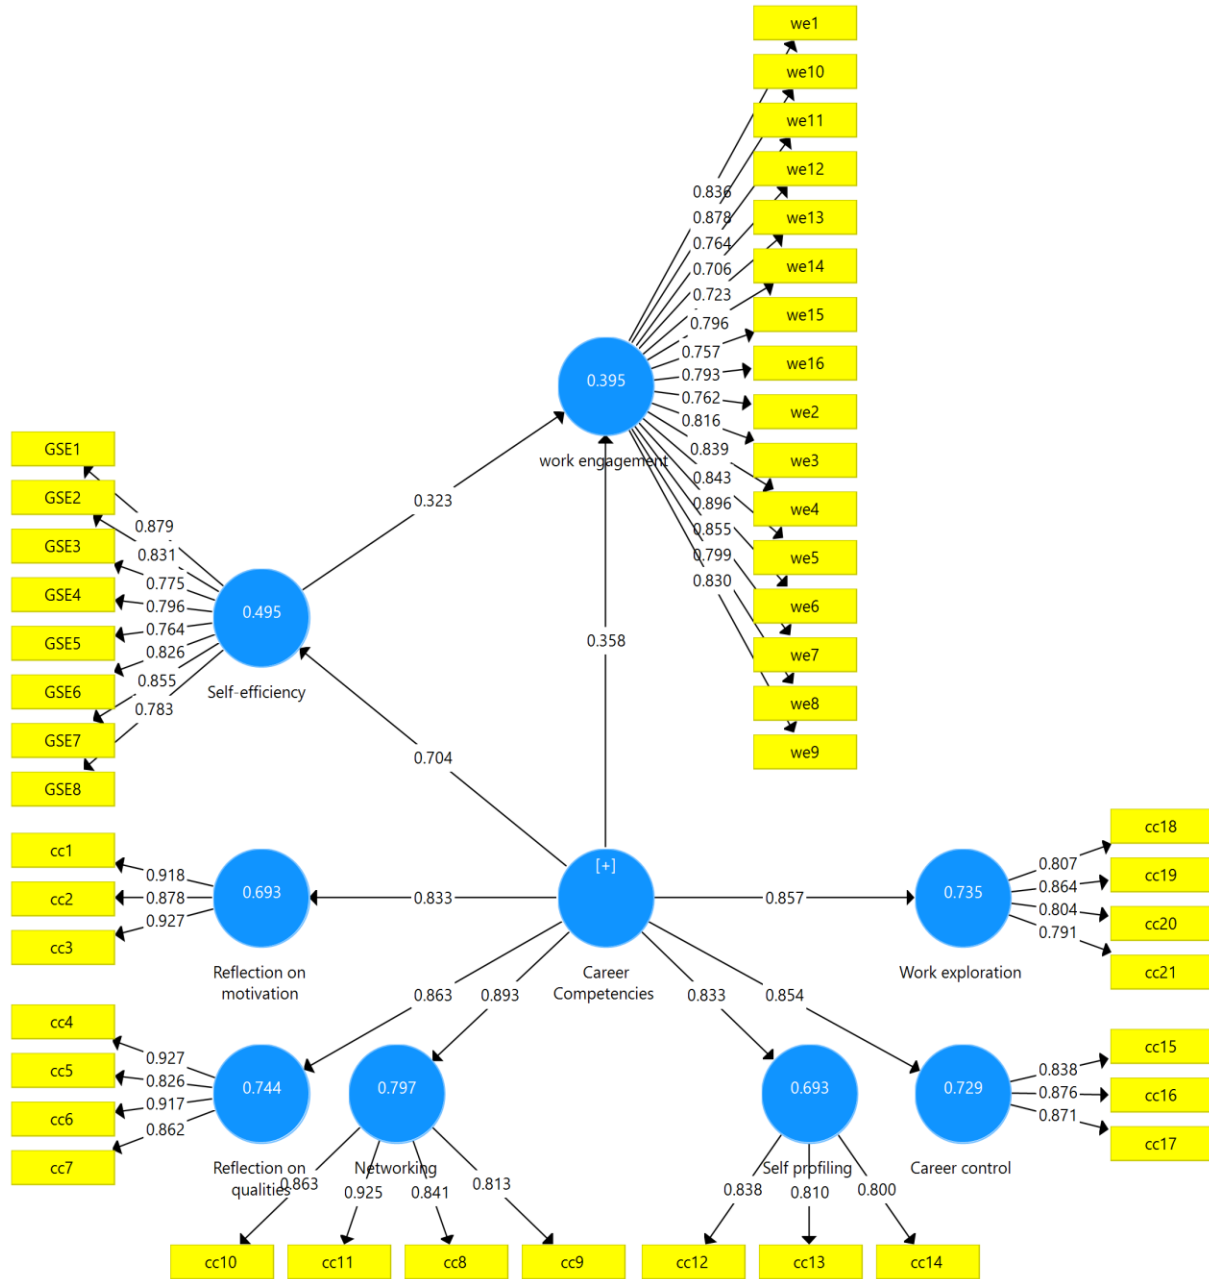 we1
we10
we11
we12
we13
we14
we15
we16
we2
we3
we4
we5
we6
we7
we8
we9
0.836
0.878
0.764
0.706
0.723
0.796
0.757
0.793
0.762
0.816
0.839
0.843
0.896
0.855
0.799
0.830
0.395
work engagement
0.323
0.358
0.704
GSE1
GSE2
GSE3
GSE4
GSE5
GSE6
GSE7
GSE8
0.879
0.831
0.775
0.796
0.764
0.826
0.855
0.783
0.495
Self-efficiency
cc1
cc2
cc3
0.918
0.878
0.927
0.693
Reflection on
motivation
0.833
[+]
Career
Competencies
0.857
0.735
Work exploration
0.807
0.864
0.804
0.791
cc18
cc19
cc20
cc21
0.863
0.893
0.833
0.854
cc4
cc5
cc6
cc7
0.927
0.826
0.917
0.862
0.744
Reflection on
qualities
0.797
Networking
0.863
0.925
0.841
0.813
cc10
cc11
cc8
cc9
0.693
Self profiling
0.838
0.810
0.800
cc12
cc13
cc14
0.729
Career control
0.838
0.876
0.871
cc15
cc16
cc17